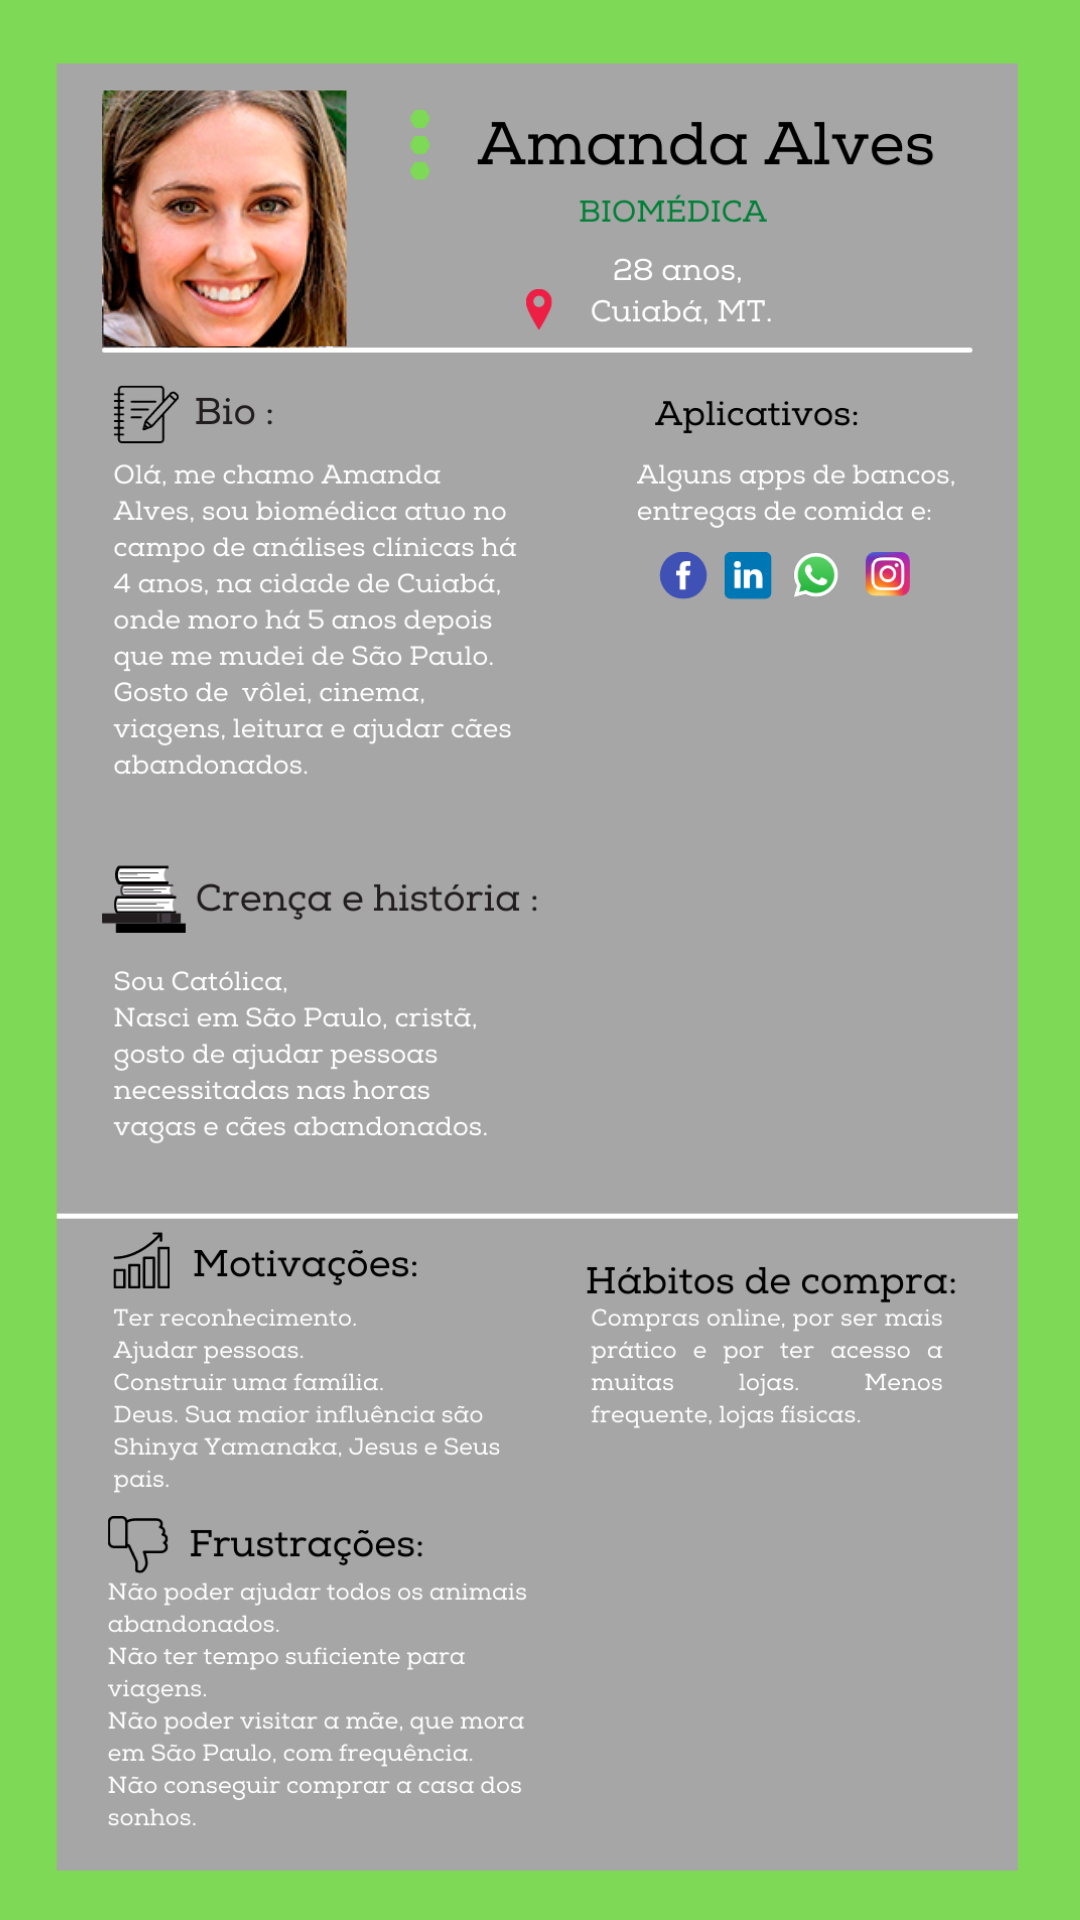 Amanda Alves
BIOMÉDICA
28 anos,
Cuiabá, MT.
Bio :
Olá, me chamo Amanda
Alves, sou biomédica atuo no
campo de análises clínicas há
4 anos, na cidade de Cuiabá,
onde moro há 5 anos depois
que me mudei de São Paulo.
Gosto de vôlei, cinema,
viagens, leitura e ajudar cães
abandonados.
Aplicativos:
Alguns apps de bancos,
entregas de comida e:
f
in
Crença e história :
Sou Católica,
Nasci em São Paulo, cristã,
gosto de ajudar pessoas
necessitadas nas horas
vagas e cães abandonados.
Motivações:
Ter reconhecimento.
Ajudar pessoas.
Construir uma família.
Deus. Sua maior influência são
Shinya Yamanaka, Jesus e Seus
pais.
Hábitos de compra:
Compras online, por ser mais
prático e por ter acesso a
muitas lojas. Menos
frequente, lojas físicas.
Frustrações:
Não poder ajudar todos os animais
abandonados.
Não ter tempo suficiente para
viagens.
Não poder visitar a mãe, que mora
em São Paulo, com frequência.
Não conseguir comprar a casa dos
sonhos.